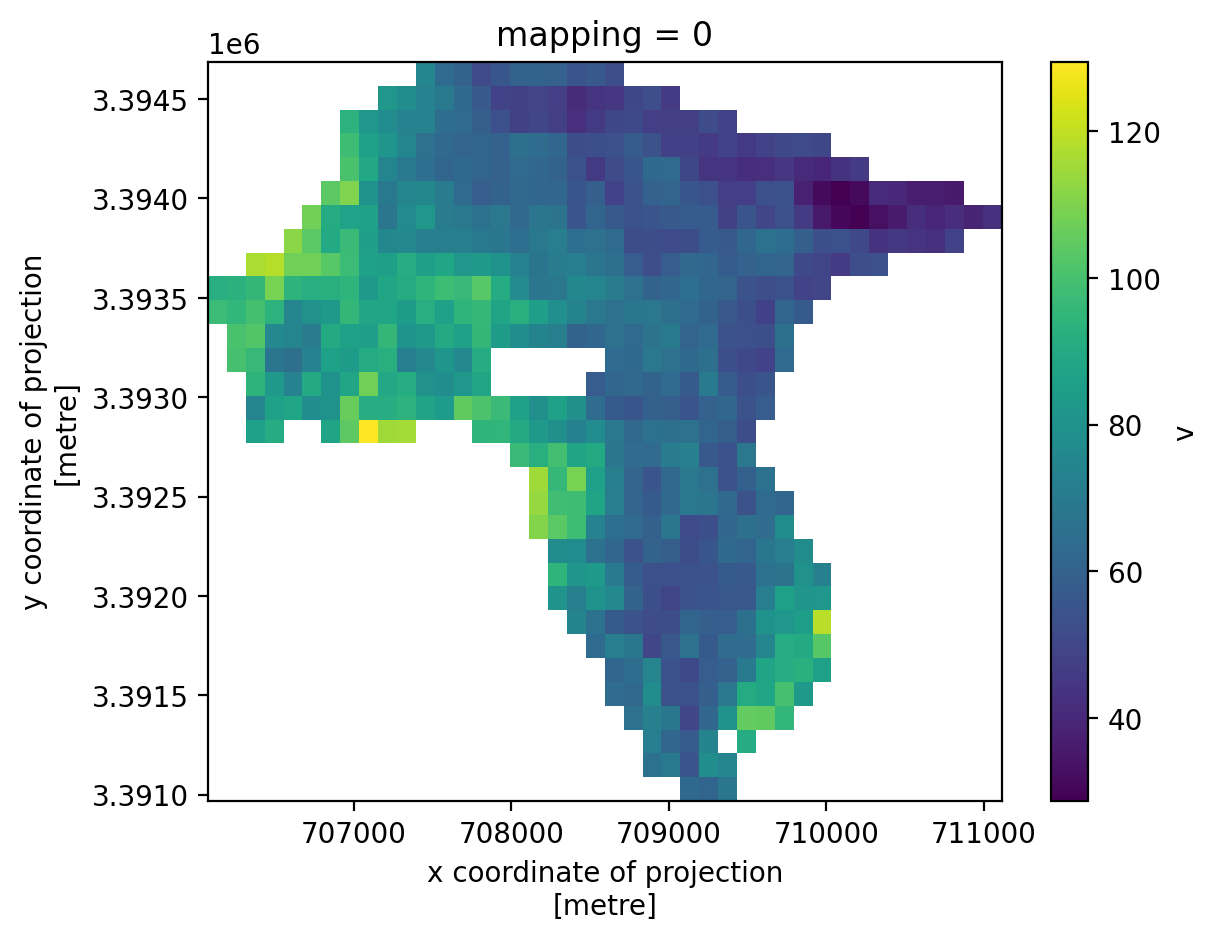 mapping = 0
1e6
3.3945
3.3940
3.3935
3.3930
3.3925
3.3920
3.3915
3.3910
y coordinate of projection
[metre]
707000 708000 709000 710000 711000
x coordinate of projection
[metre]
120
100
80
60
40
v